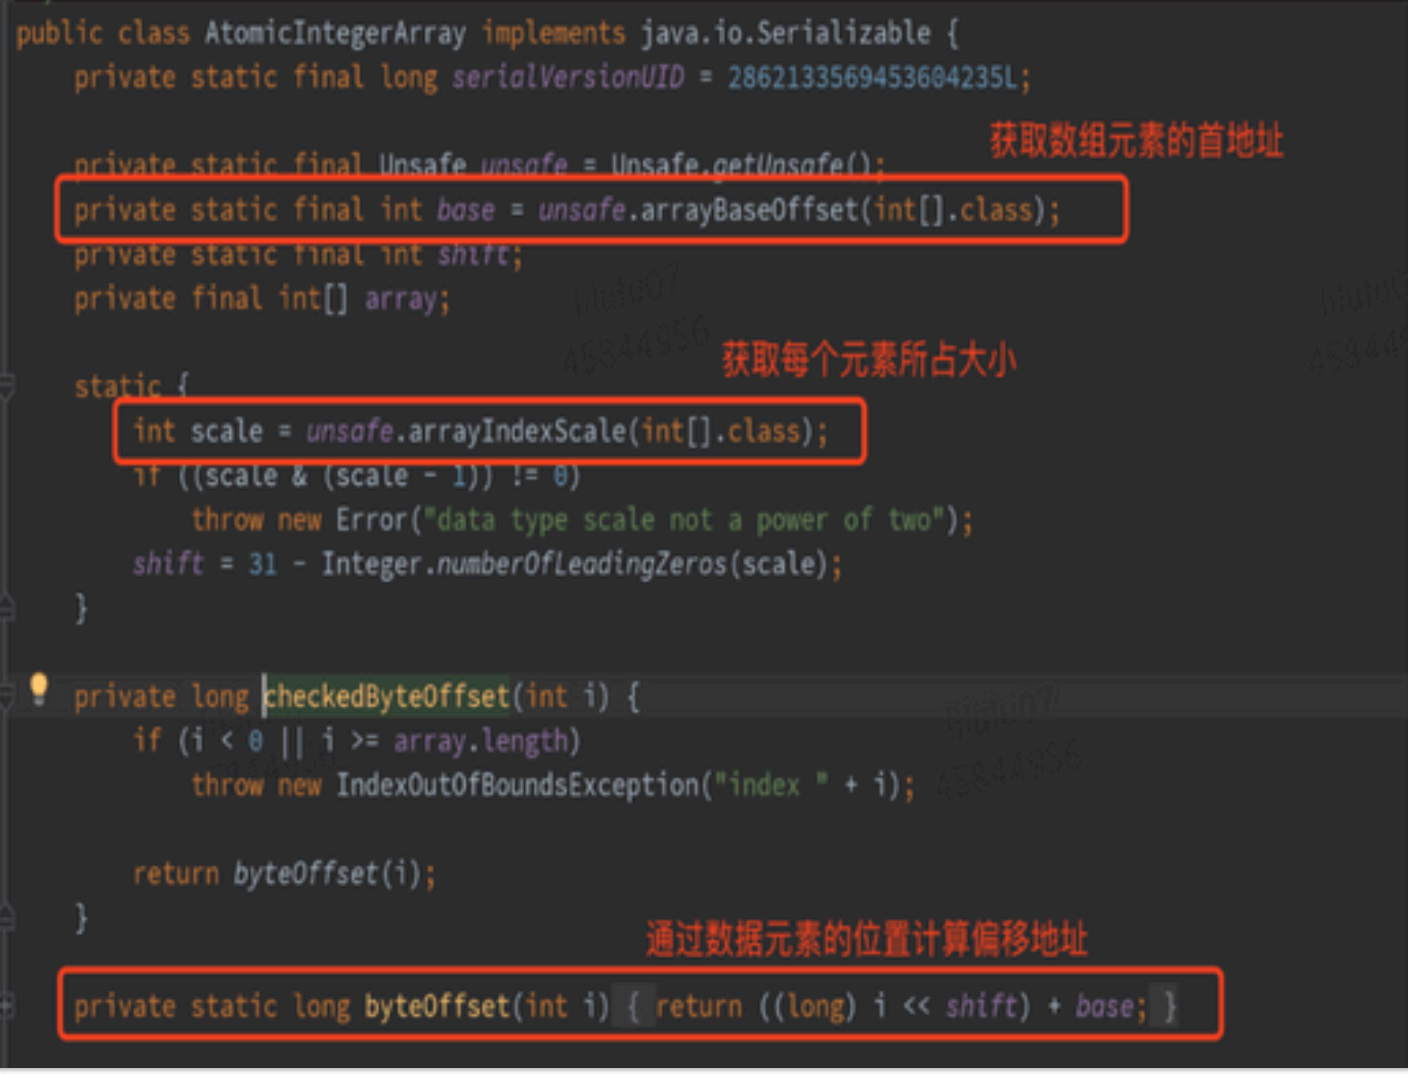 public class AtomicIntegerArray implements java.io.Serializable {
private static final long serialVersionUID = 2862133569453604235L;
获取数组元素的首地址
private static final Unsafe unsafe = Unsafe.getUnsafe();
private static final int base = unsafe.arrayBaseOffset(int[].class);
private static final int shift;
private final int[] array;
获取每个元素所占大小
static {
int scale = unsafe.arrayIndexScale(int[].class);
if ((scale & (scale - 1)) != 0)
throw new Error("data type scale not a power of two");
shift = 31 - Integer.numberOfLeadingZeros(scale);
}
private long checkedByteOffset(int i) {
if (i < 0 || i >= array.length)
throw new IndexOutOfBoundsException("index " + i);
return byteOffset(i);
}
通过数据元素的位置计算偏移地址
private static long byteOffset(int i) { return ((long) i << shift) + base; }